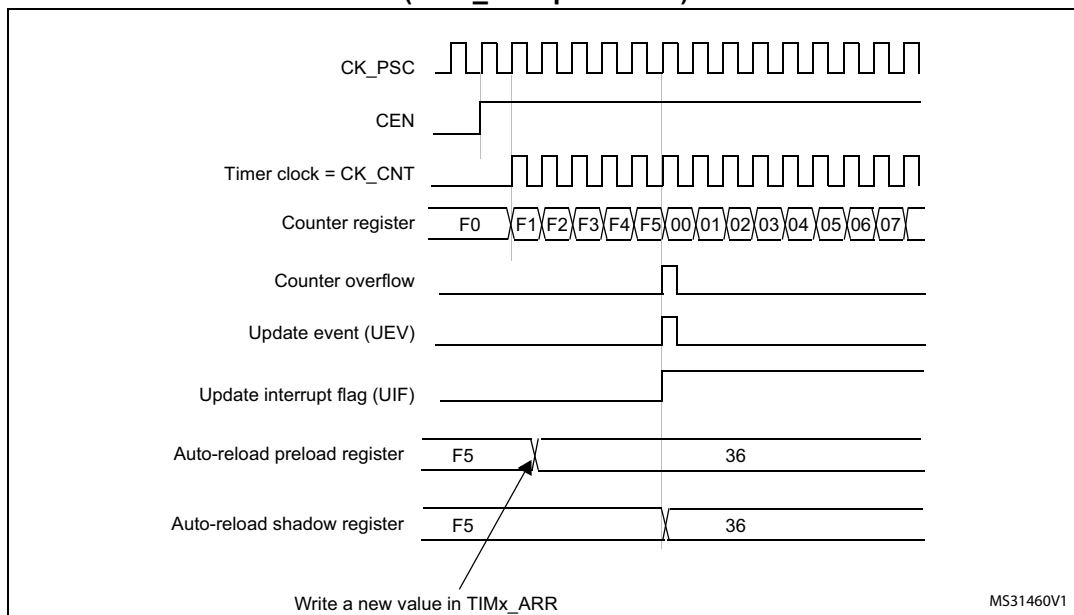 CK_PSC
CEN
Timer clock = CK_CNT
Counter register F0 F1 F2 F3 F4 F5 00 01 02 03 04 05 06 07
Counter overflow
Update event (UEV)
Update interrupt flag (UIF)
Auto-reload preload register F5 36
Auto-reload shadow register F5 36
Write a new value in TIMx_ARR
MS31460V1